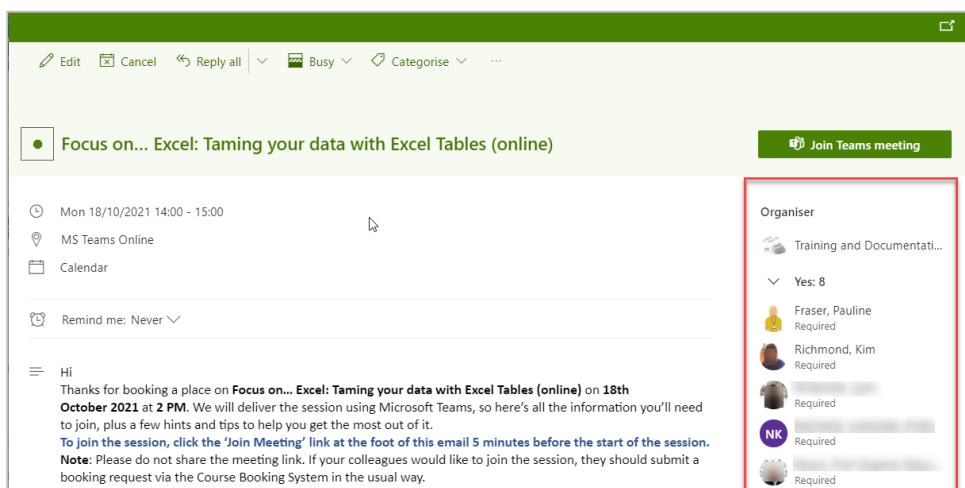 Edit Cancel Reply all Busy Categorise ...
Focus on... Excel: Taming your data with Excel Tables (online)
Join Teams meeting
Mon 18/10/2021 14:00 - 15:00
MS Teams Online
Calendar
Remind me: Never
Hi
Thanks for booking a place on Focus on... Excel: Taming your data with Excel Tables (online) on 18th
October 2021 at 2 PM. We will deliver the session using Microsoft Teams, so here's all the information you'll need
to join, plus a few hints and tips to help you get the most out of it.
To join the session, click the 'Join Meeting' link at the foot of this email 5 minutes before the start of the session.
Note: Please do not share the meeting link. If your colleagues would like to join the session, they should submit a
booking request via the Course Booking System in the usual way.
Organiser
Training and Documentati...
Yes: 8
Fraser, Pauline
Required
Richmond, Kim
Required
Required
NK
Required
Required